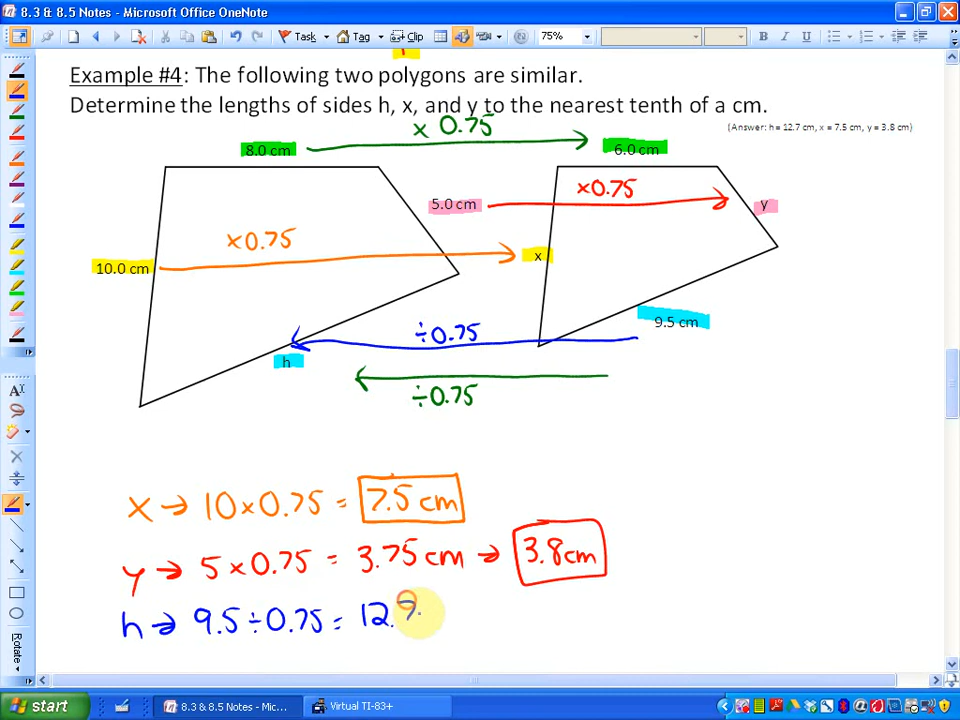 8.3 & 8.5 Notes - Microsoft Office OneNote
Task
Tag
Clip
75%
B I U
Example #4: The following two polygons are similar.
Determine the lengths of sides h, x, and y to the nearest tenth of a cm.
(Answer: h = 12.7 cm, x = 7.5 cm, y = 3.8 cm)
x 0.75
8.0 cm
6.0 cm
x0.75
5.0 cm
y
x0.75
10.0 cm
x
9.5 cm
÷0.75
h
÷0.75
x → 10 x 0.75 = 7.5 cm
y → 5 x 0.75 = 3.75 cm → 3.8cm
h → 9.5 ÷ 0.75 = 12.7
A
Rotate
start
8.3 & 8.5 Notes - Mic...
Virtual TI-83+